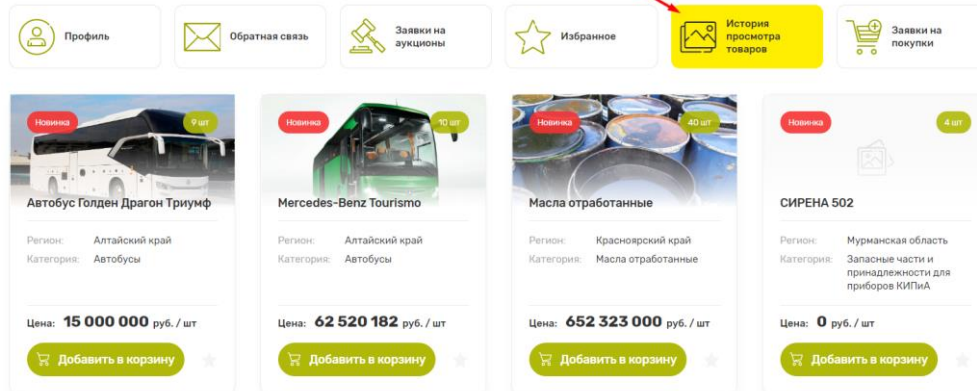 Профиль
Обратная связь
Заявки на
аукционы
Избранное
История
просмотра
товаров
Заявки на
покупки
Новинка
9 шт
Автобус Голден Драгон Триумф
Регион: Алтайский край
Категория: Автобусы
Цена: 15 000 000 руб. / шт
Добавить в корзину
10 шт
Mercedes-Benz Tourismo
Регион: Алтайский край
Категория: Автобусы
Цена: 62 520 182 руб. / шт
Добавить в корзину
Новинка
40 шт
Масла отработанные
Регион: Красноярский край
Категория: Масла отработанные
Цена: 652 323 000 руб. / шт
Добавить в корзину
Новинка
4 шт
СИРЕНА 502
Регион: Мурманская область
Категория: Запасные части и
принадлежности для
приборов КИПиА
Цена: 0 руб. / шт
Добавить в корзину